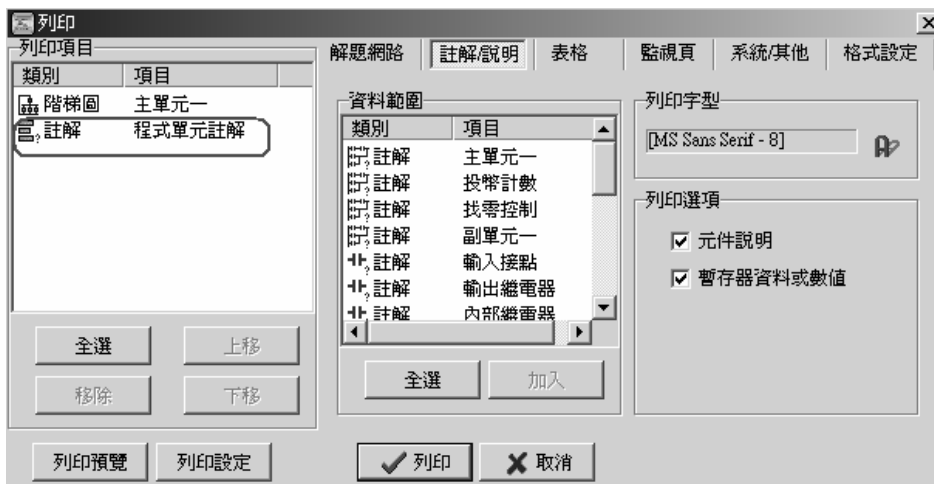 列印
列印項目
類別 項目
階梯圖 主單元一
註解 程式單元註解
全選 上移
移除 下移
列印預覽 列印設定
解題網路 註解/說明 表格 監視頁 系統/其他 格式設定
資料範圍
類別 項目
註解 主單元一
註解 投幣計數
註解 找零控制
註解 副單元一
註解 輸入接點
註解 輸出繼電器
註解 內部繼電器
全選 加入
列印字型
[MS Sans Serif - 8]
列印選項
元件說明
暫存器資料或數值
列印 取消